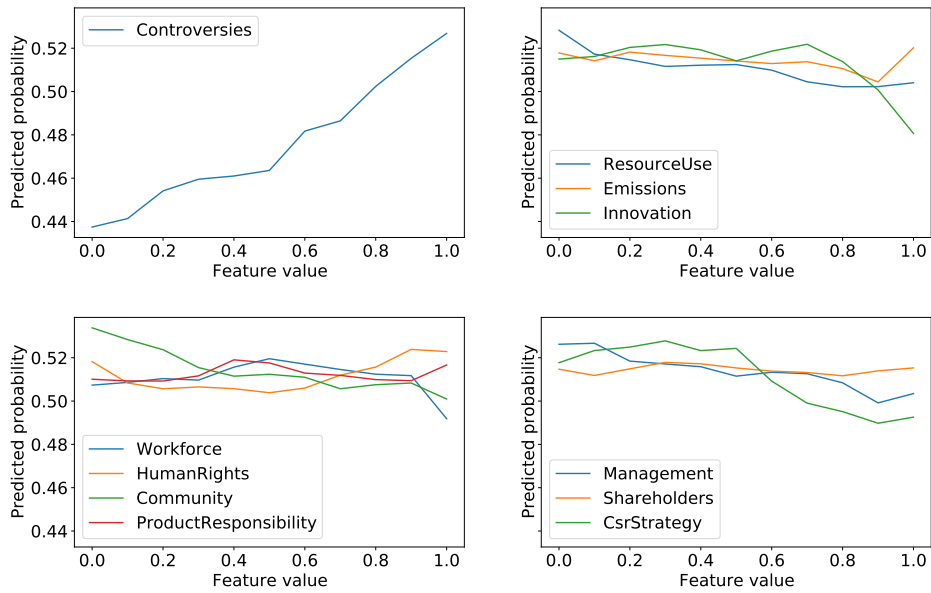 Controversies
0.52
0.50
0.48
0.46
0.44
Predicted probability
0.0 0.2 0.4 0.6 0.8 1.0
Feature value
ResourceUse
Emissions
Innovation
Predicted probability
0.0 0.2 0.4 0.6 0.8 1.0
Feature value
0.52
0.50
0.48
0.46
0.44
Predicted probability
Workforce
HumanRights
Community
ProductResponsibility
0.0 0.2 0.4 0.6 0.8 1.0
Feature value
Predicted probability
Management
Shareholders
CsrStrategy
0.0 0.2 0.4 0.6 0.8 1.0
Feature value